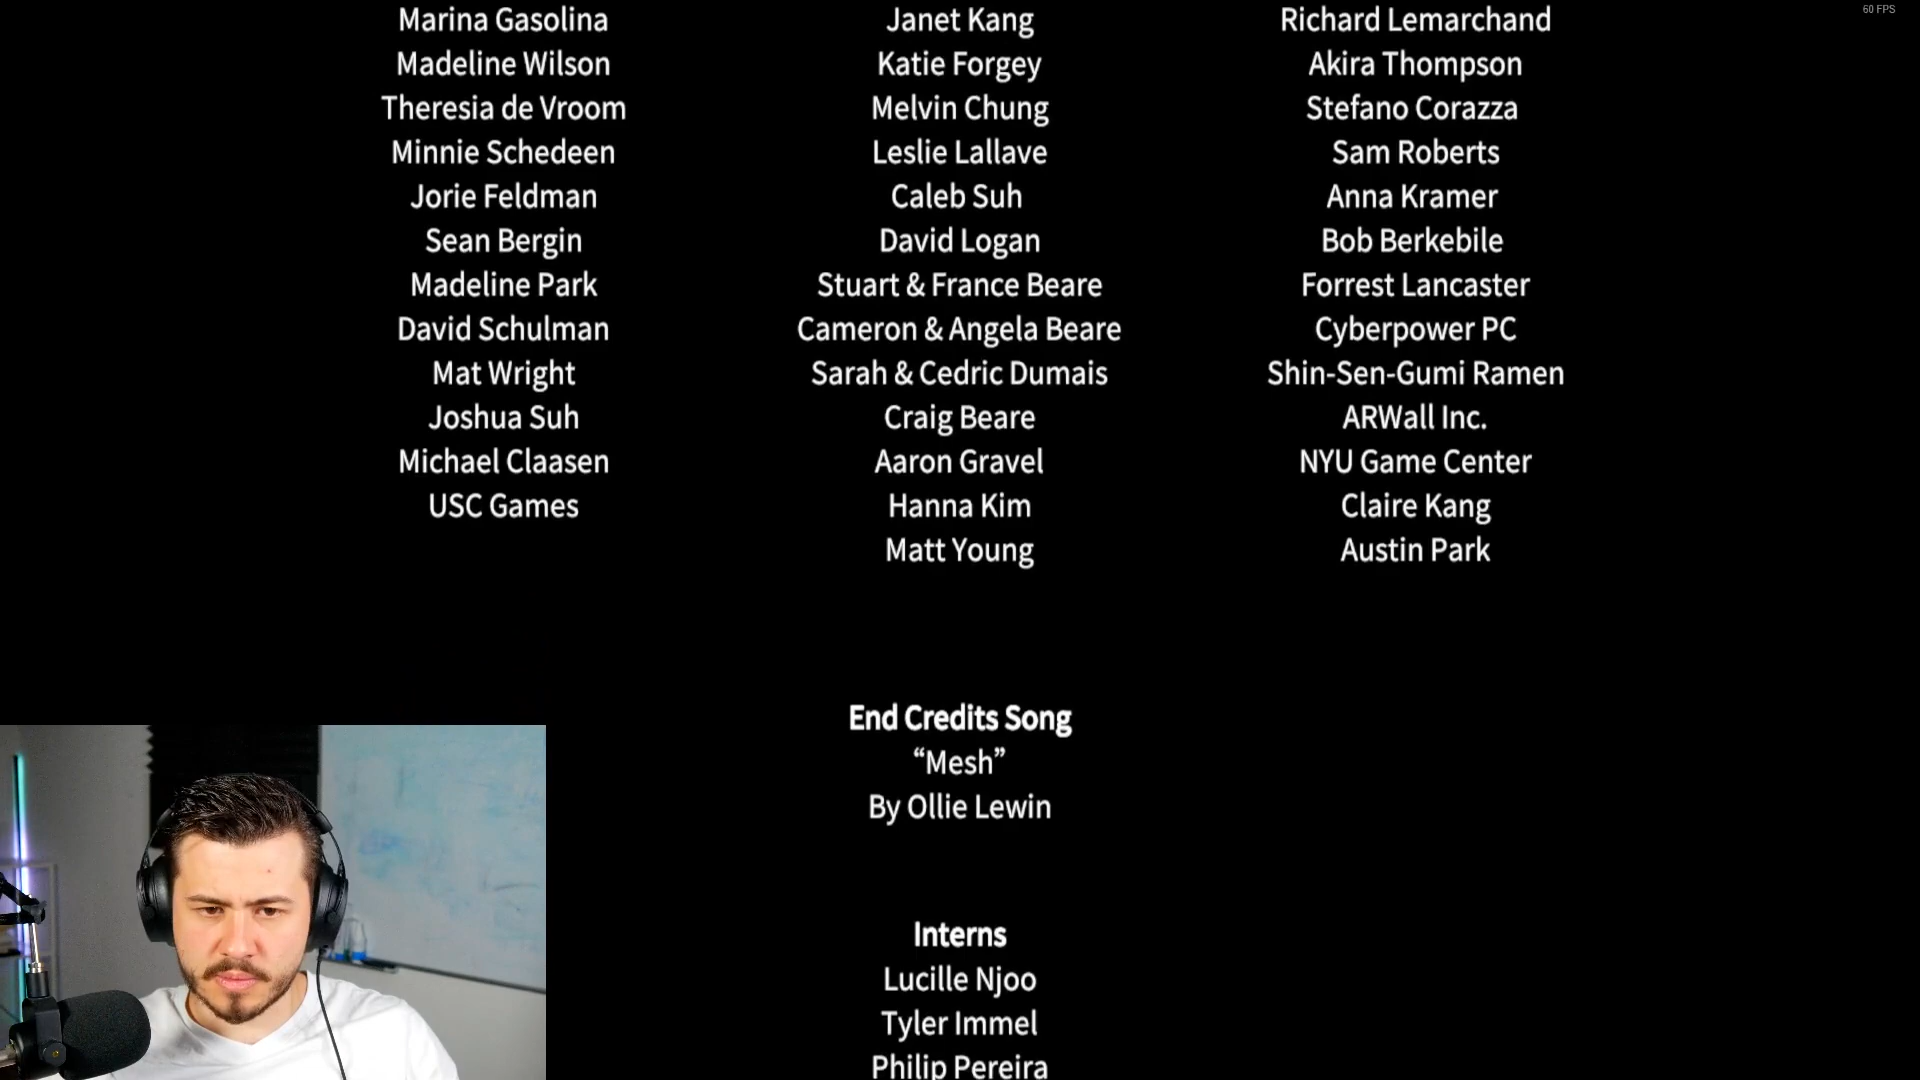 60 FPS
Marina Gasolina
Madeline Wilson
Theresia de Vroom
Minnie Schedeen
Jorie Feldman
Sean Bergin
Madeline Park
David Schulman
Mat Wright
Joshua Suh
Michael Claasen
USC Games
Janet Kang
Katie Forgey
Melvin Chung
Leslie Lallave
Caleb Suh
David Logan
Stuart & France Beare
Cameron & Angela Beare
Sarah & Cedric Dumais
Craig Beare
Aaron Gravel
Hanna Kim
Matt Young
Richard Lemarchand
Akira Thompson
Stefano Corazza
Sam Roberts
Anna Kramer
Bob Berkebile
Forrest Lancaster
Cyberpower PC
Shin-Sen-Gumi Ramen
ARWall Inc.
NYU Game Center
Claire Kang
Austin Park
End Credits Song
“Mesh”
By Ollie Lewin
Interns
Lucille Njoo
Tyler Immel
Philip Pereira